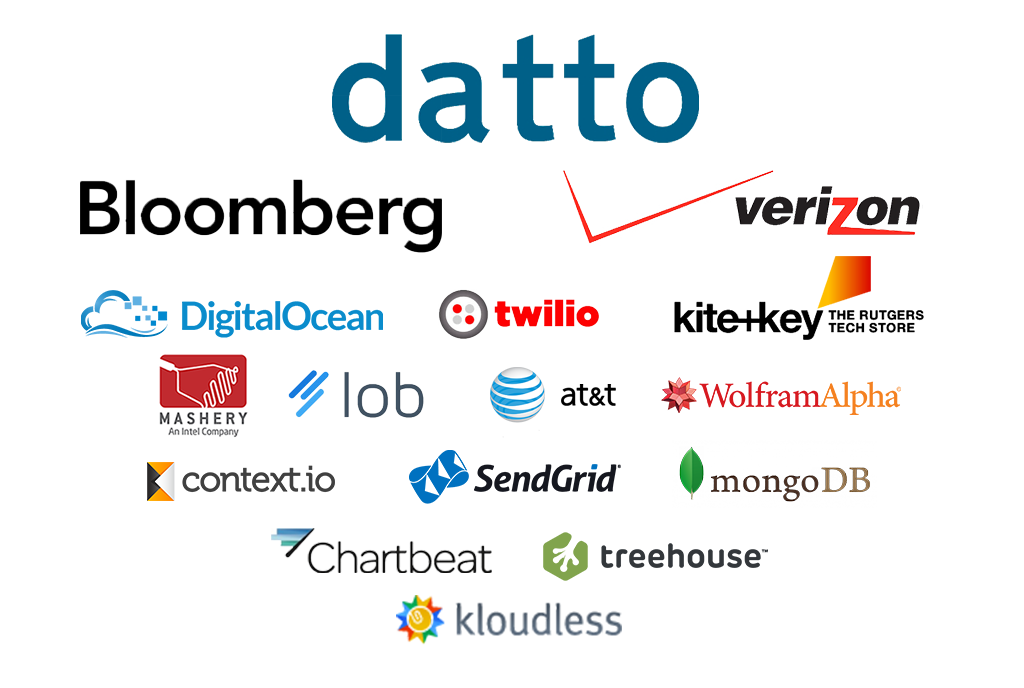 datto
Bloomberg
verizon
DigitalOcean
twilio
kite+key THE RUTGERS
TECH STORE
MASHERY
An Intel Company
lob
at&t
WolframAlpha
context.io
SendGrid
mongoDB
Chartbeat
treehouse™
kloudless